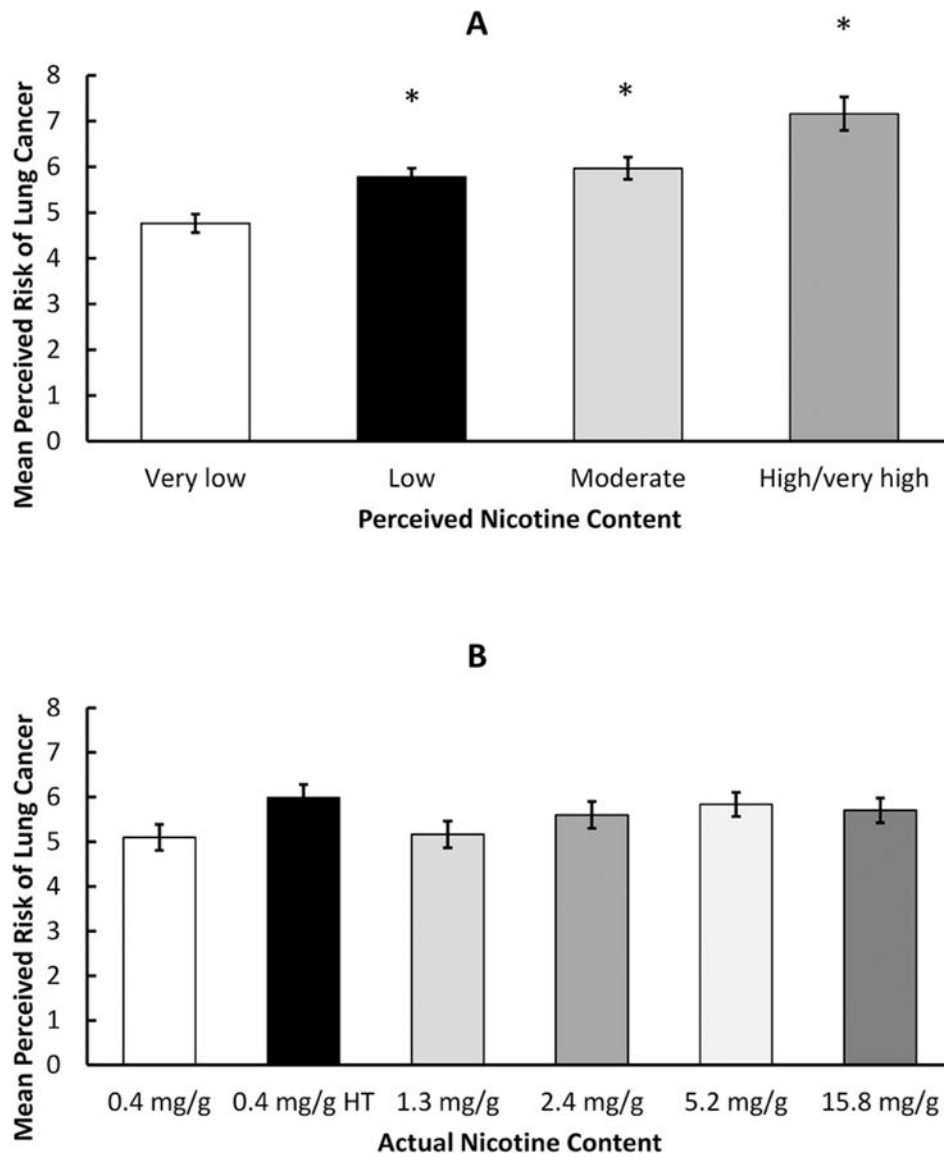 A
*
*
*
Mean Perceived Risk of Lung Cancer
8
7
6
5
4
3
2
1
0
Very low Low Moderate High/very high
Perceived Nicotine Content
B
Mean Perceived Risk of Lung Cancer
8
7
6
5
4
3
2
1
0
0.4 mg/g 0.4 mg/g HT 1.3 mg/g 2.4 mg/g 5.2 mg/g 15.8 mg/g
Actual Nicotine Content